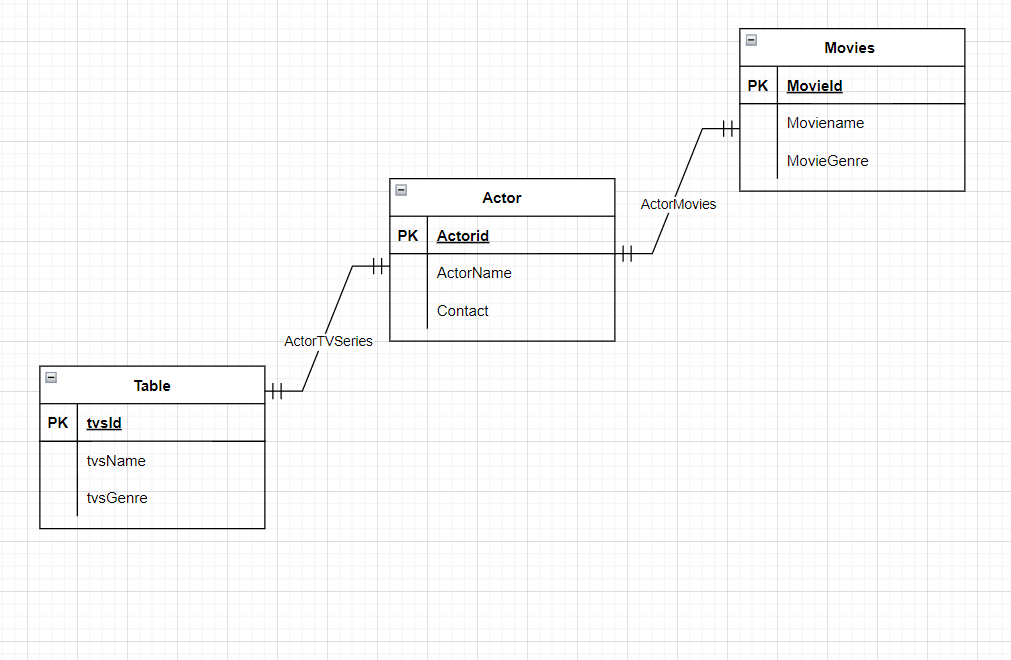 Movies
PK MovieId
Moviename
MovieGenre
ActorMovies
Actor
PK Actorid
ActorName
Contact
ActorTVSeries
Table
PK tvsId
tvsName
tvsGenre